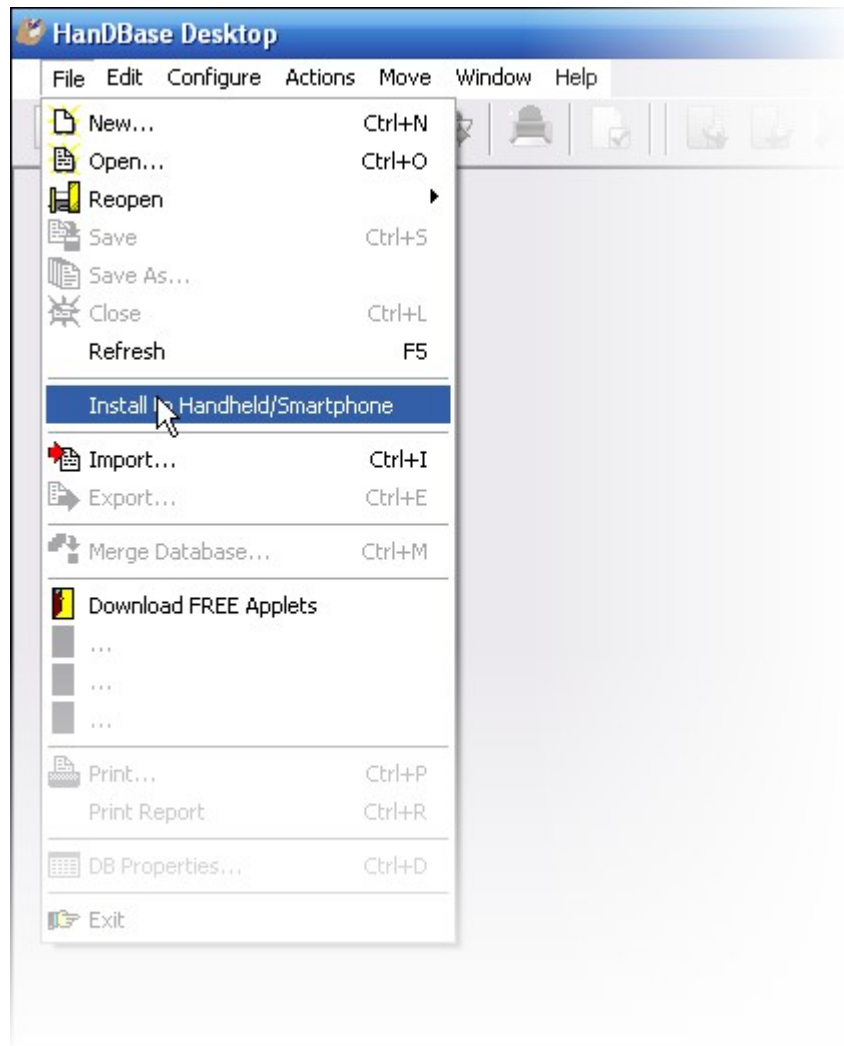 HanDBase Desktop
File Edit Configure Actions Move Window Help
New... Ctrl+N
Open... Ctrl+O
Reopen
Save Ctrl+S
Save As...
Close Ctrl+L
Refresh F5
Install Handheld/Smartphone
Import... Ctrl+I
Export... Ctrl+E
Merge Database... Ctrl+M
Download FREE Applets
...
...
...
Print... Ctrl+P
Print Report Ctrl+R
DB Properties... Ctrl+D
Exit